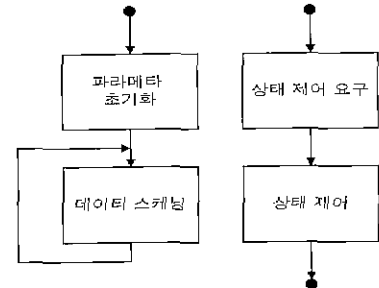 파라메타
초기화
상태 제어 요구
데이터 스캐닝
상태 제어